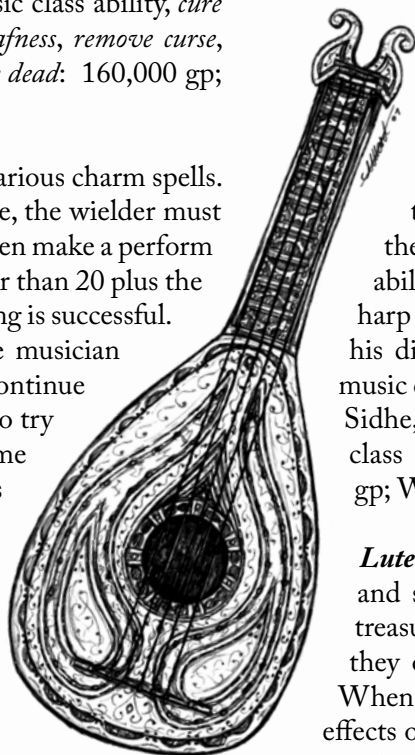 sic class ability, cure
afness, remove curse,
dead: 160,000 gp;
arious charm spells.
e, the wielder must
en make a perform
r than 20 plus the
ng is successful.
e musician
ontinue
o try
me
s
t
the
abil
harp
his di
music
Sidhe,
class
gp; W
Lute
and s
treasu
they
When
effects o